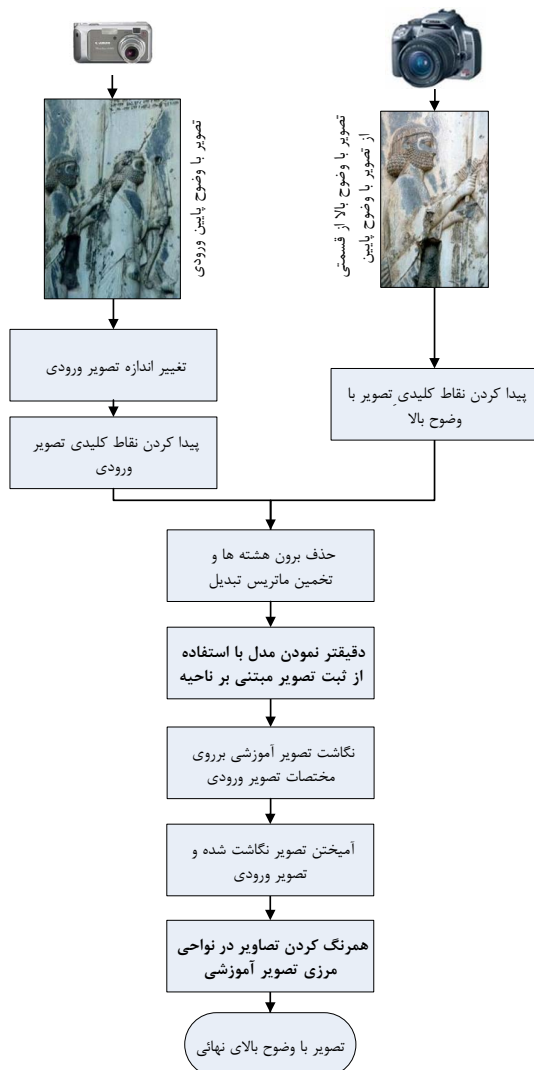 تصویر با وضوح پایین ورودی
تصویر با وضوح بالا از قسمتی
از تصویر با وضوح پایین
تغییر اندازه تصویر ورودی
پیدا کردن نقاط کلیدی تصویر
ورودی
پیدا کردن نقاط کلیدیِ تصویر با
وضوح بالا
حذف برون هشته ها و
تخمین ماتریس تبدیل
دقیقتر نمودن مدل با استفاده
از ثبت تصویر مبتنی بر ناحیه
نگاشت تصویر آموزشی برروی
مختصات تصویر ورودی
آمیختن تصویر نگاشت شده و
تصویر ورودی
همرنگ کردن تصاویر در نواحی
مرزی تصویر آموزشی
تصویر با وضوح بالای نهائی